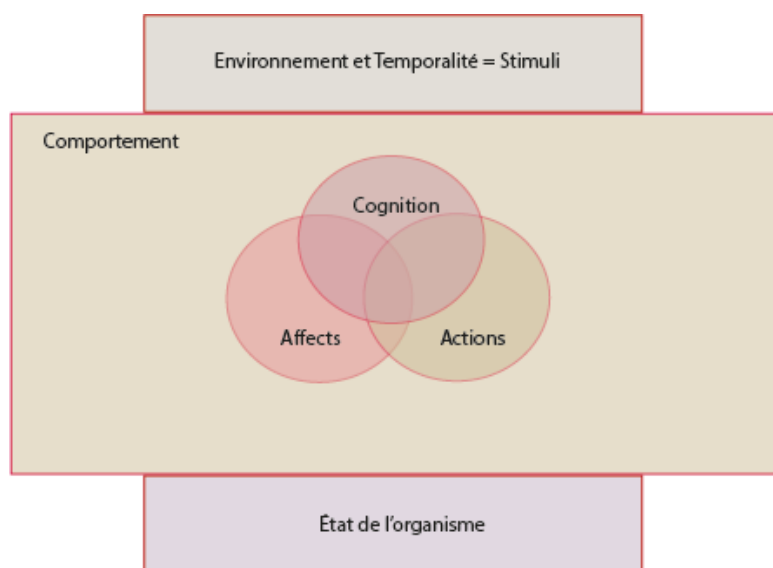 Environnement et Temporalité = Stimuli
Comportement
Cognition
Affects
Actions
État de l'organisme